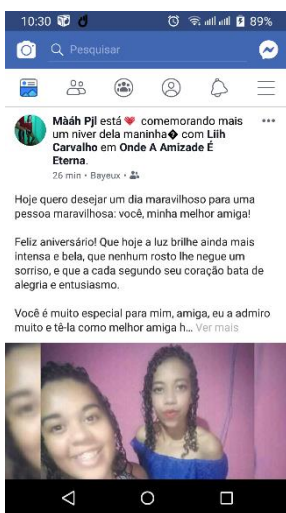 10:30 89%
Pesquisar
Màáh Pjl está comemorando mais
um niver dela maninha� com Liih
Carvalho em Onde A Amizade É
Eterna.
26 min • Bayeux •
Hoje quero desejar um dia maravilhoso para uma
pessoa maravilhosa: você, minha melhor amiga!
Feliz aniversário! Que hoje a luz brilhe ainda mais
intensa e bela, que nenhum rosto lhe negue um
sorriso, e que a cada segundo seu coração bata de
alegria e entusiasmo.
Você é muito especial para mim, amiga, eu a admiro
muito e tê-la como melhor amiga h... Ver mais